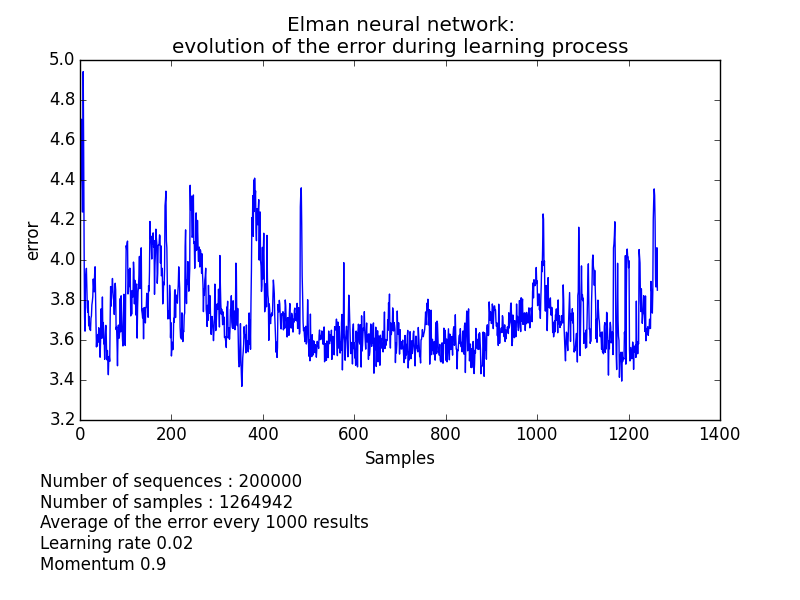 Elman neural network:
evolution of the error during learning process
5.0
4.8
4.6
4.4
4.2
4.0
3.8
3.6
3.4
3.2
error
0 200 400 600 800 1000 1200 1400
Samples
Number of sequences : 200000
Number of samples : 1264942
Average of the error every 1000 results
Learning rate 0.02
Momentum 0.9